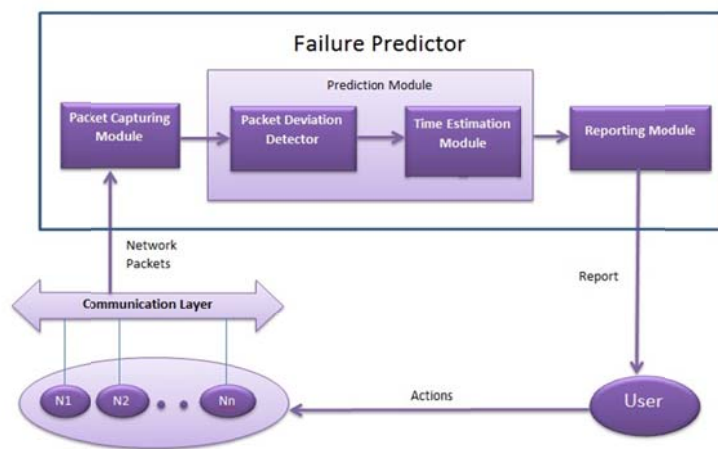 Failure Predictor
Prediction Module
Packet Capturing
Module
Packet Deviation
Detector
Time Estimation
Module
Reporting Module
Network
Packets
Report
Communication Layer
N1
N2
Nn
Actions
User